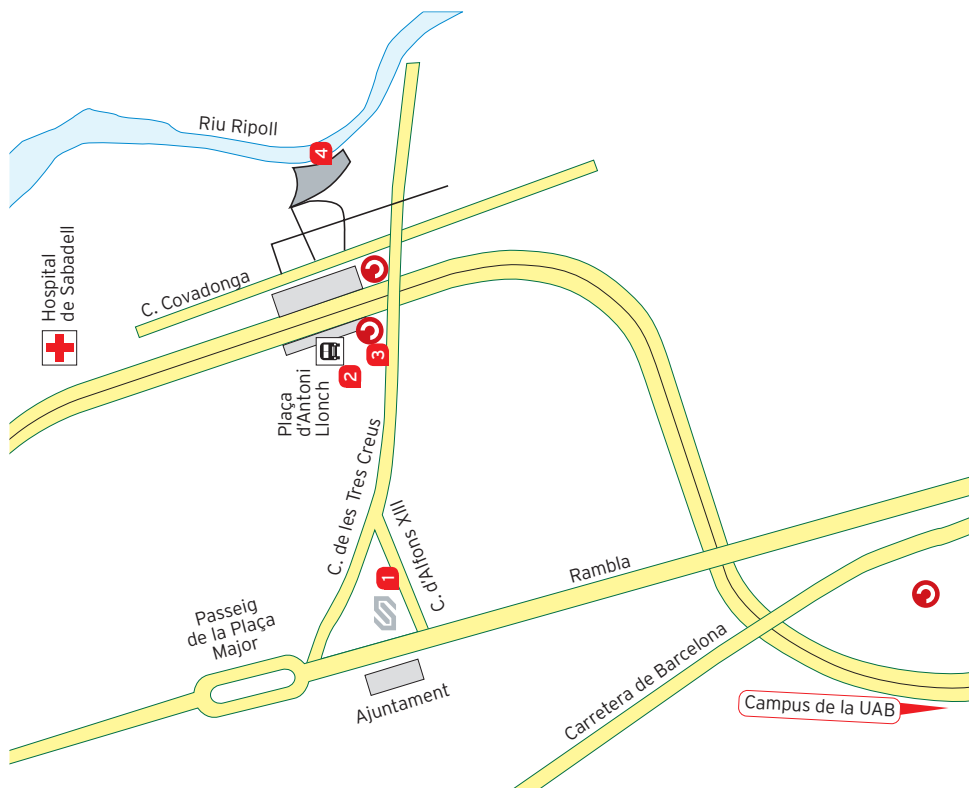 Riu Ripoll
4
Hospital
de Sabadell
C. Covadonga
3
2
Plaça
d'Antoni
Llonch
C. de les Tres Creus
C. d'Alfons XIII
1
Rambla
Passeig
de la Plaça
Major
Ajuntament
Carretera de Barcelona
Campus de la UAB